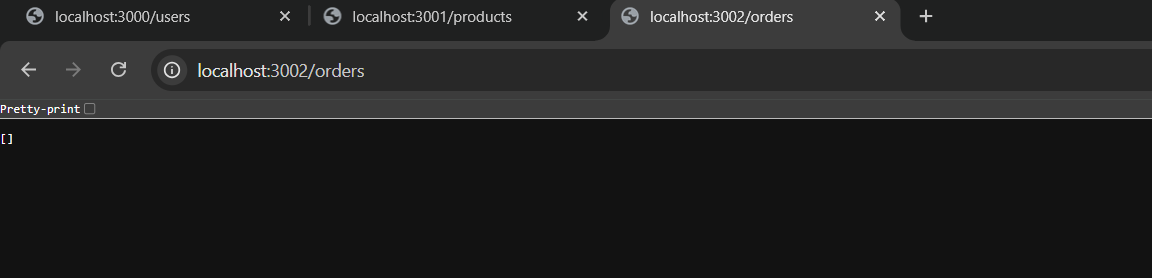 localhost:3000/users
localhost:3001/products
localhost:3002/orders
localhost:3002/orders
Pretty-print
[]